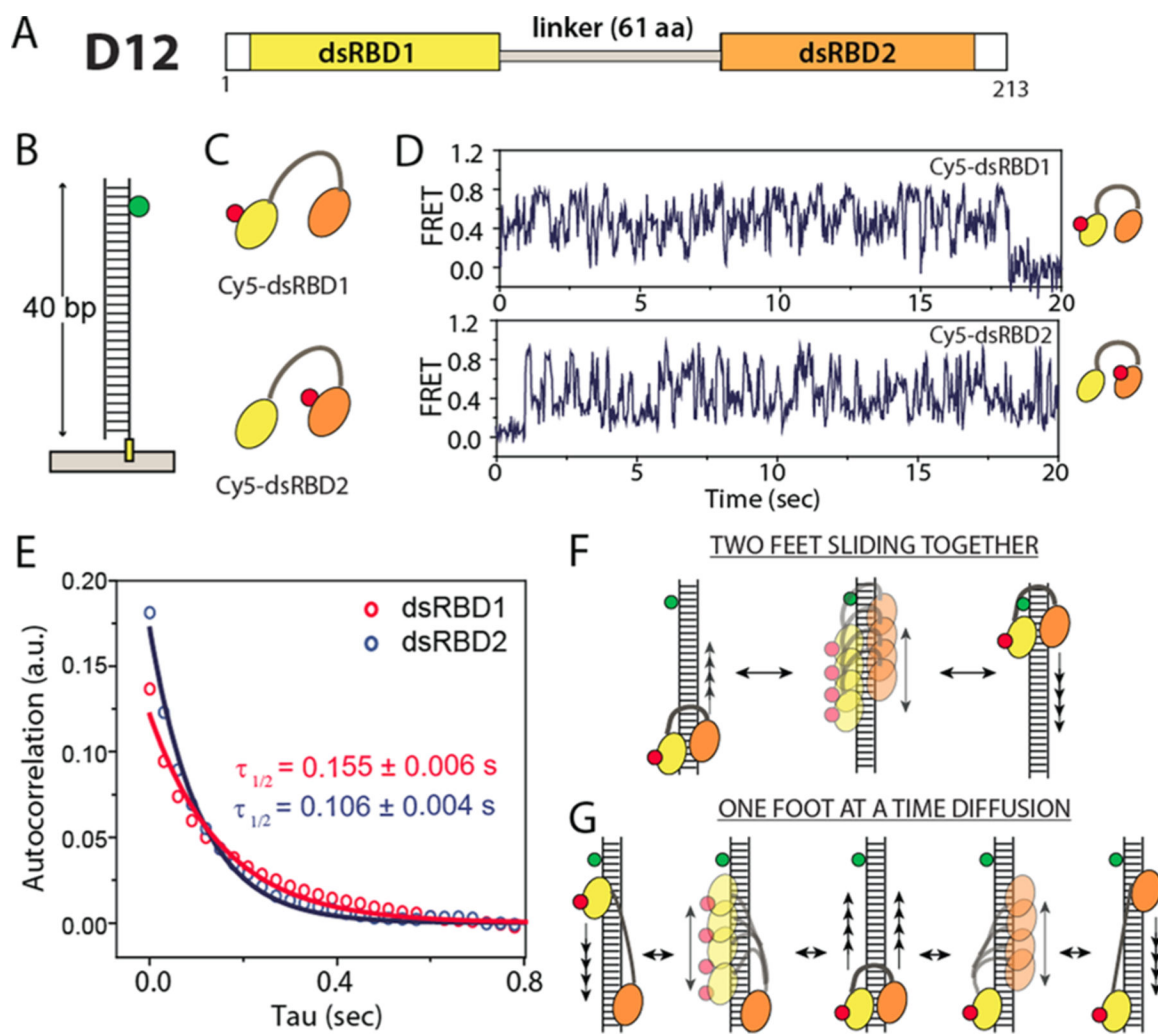 A
D12
linker (61 aa)
dsRBD1
dsRBD2
1
213
B
40 bp
C
Cy5-dsRBD1
Cy5-dsRBD2
D
FRET
1.2
0.8
0.4
0.0
Cy5-dsRBD1
0
5
10
15
20
FRET
1.2
0.8
0.4
0.0
Cy5-dsRBD2
0
5
10
15
20
Time (sec)
E
Autocorrelation (a.u.)
0.20
0.15
0.10
0.05
0.00
dsRBD1
dsRBD2
τ 1/2 = 0.155 ± 0.006 s
τ 1/2 = 0.106 ± 0.004 s
0.0
0.4
0.8
Tau (sec)
F
TWO FEET SLIDING TOGETHER
G
ONE FOOT AT A TIME DIFFUSION